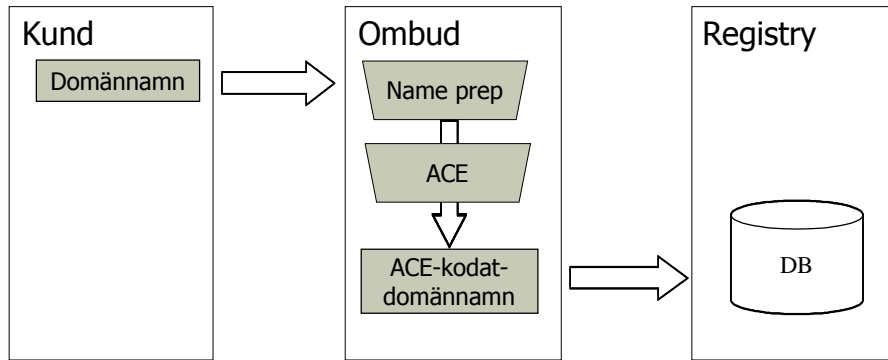 Kund
Domännamn
Ombud
Name prep
ACE
ACE-kodat-
domännamn
Registry
DB